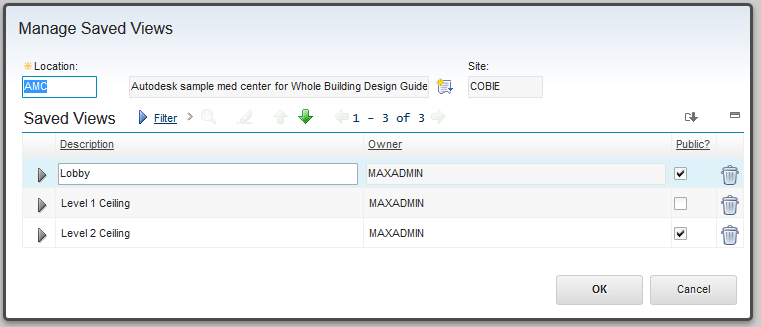 Manage Saved Views
Location: Site:
AMC Autodesk sample med center for Whole Building Design Guide COBIE
Saved Views Filter 1 - 3 of 3
Description Owner Public?
Lobby MAXADMIN
Level 1 Ceiling MAXADMIN
Level 2 Ceiling MAXADMIN
OK Cancel